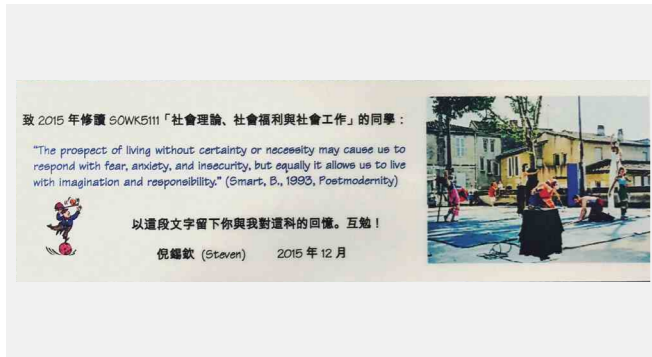 致 2015 年修讀 SOWK5111「社會理論、社會福利與社會工作」的同學：
“The prospect of living without certainty or necessity may cause us to
respond with fear, anxiety, and insecurity, but equally it allows us to live
with imagination and responsibility.” (Smart, B., 1993, Postmodernity)
以這段文字留下你與我對這科的回憶。互勉！
倪錫欽 (Steven) 2015 年 12 月